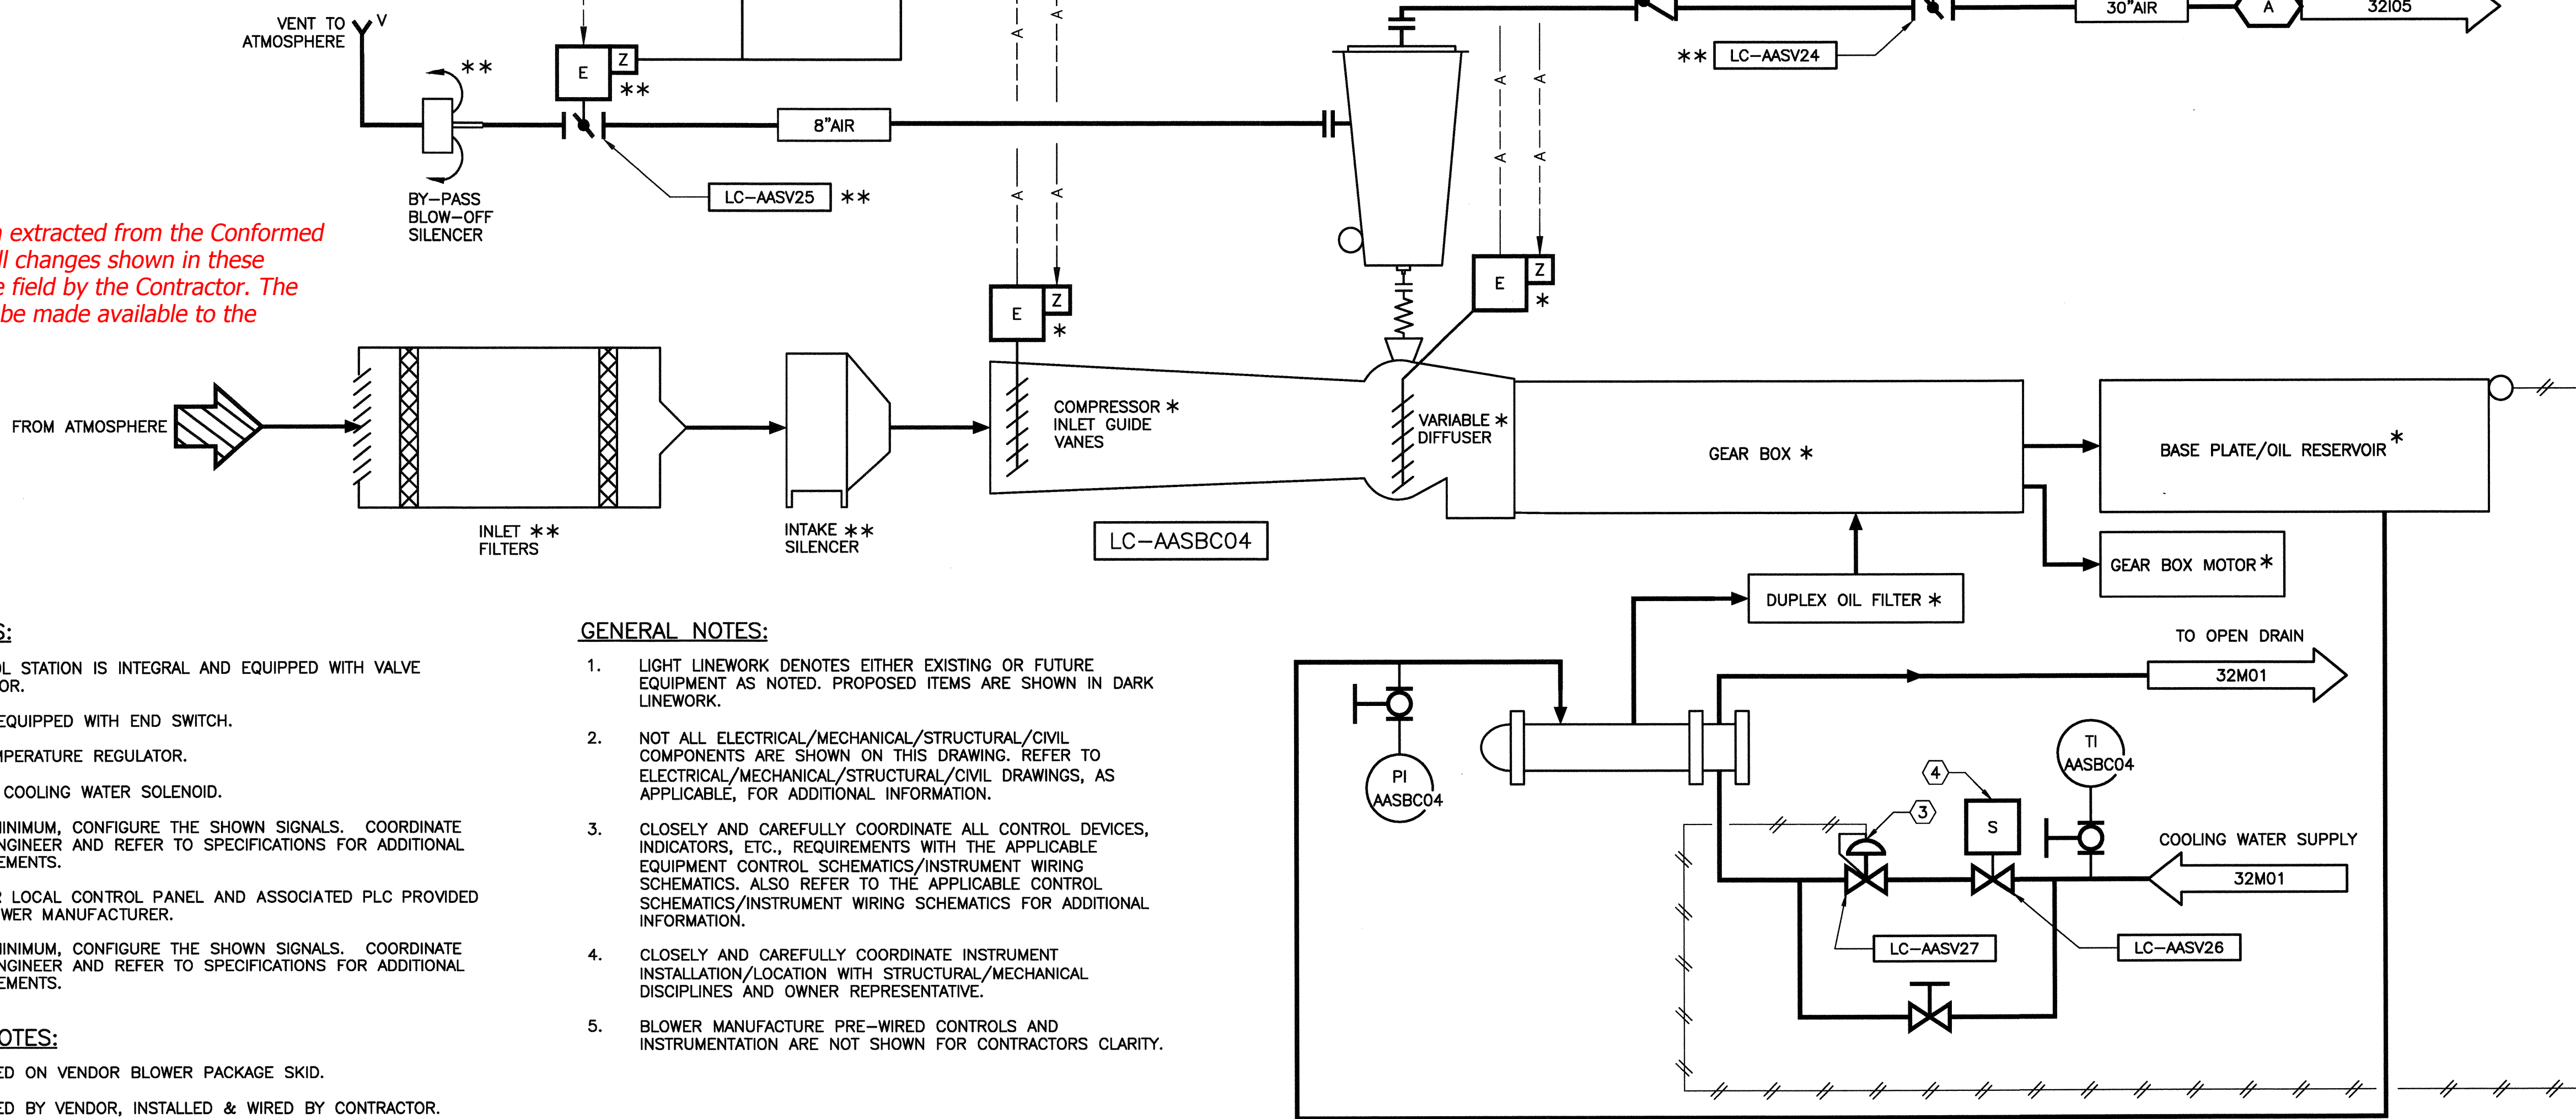 VENT TO
ATMOSPHERE
V
**
E
Z
**
8"AIR
BY-PASS
BLOW-OFF
SILENCER
LC-AASV25 **
A
A
A
A
A
A
A
A
** LC-AASV24
30"AIR
A
32I05
extracted from the Conformed
ll changes shown in these
e field by the Contractor. The
be made available to the
E
Z
*
E
Z
*
FROM ATMOSPHERE
INLET **
FILTERS
INTAKE **
SILENCER
COMPRESSOR *
INLET GUIDE
VANES
LC-AASBC04
VARIABLE *
DIFFUSER
GEAR BOX *
BASE PLATE/OIL RESERVOIR *
GEAR BOX MOTOR *
DUPLEX OIL FILTER *
TO OPEN DRAIN
32M01
PI
AASBC04
TI
AASBC04
4
3
S
COOLING WATER SUPPLY
32M01
LC-AASV27
LC-AASV26
S:
OL STATION IS INTEGRAL AND EQUIPPED WITH VALVE
OR.
EQUIPPED WITH END SWITCH.
MPERATURE REGULATOR.
COOLING WATER SOLENOID.
MINIMUM, CONFIGURE THE SHOWN SIGNALS. COORDINATE
NGINEER AND REFER TO SPECIFICATIONS FOR ADDITIONAL
EMENTS.
R LOCAL CONTROL PANEL AND ASSOCIATED PLC PROVIDED
WER MANUFACTURER.
MINIMUM, CONFIGURE THE SHOWN SIGNALS. COORDINATE
NGINEER AND REFER TO SPECIFICATIONS FOR ADDITIONAL
EMENTS.
OTES:
ED ON VENDOR BLOWER PACKAGE SKID.
ED BY VENDOR, INSTALLED & WIRED BY CONTRACTOR.
GENERAL NOTES:
1. LIGHT LINEWORK DENOTES EITHER EXISTING OR FUTURE
EQUIPMENT AS NOTED. PROPOSED ITEMS ARE SHOWN IN DARK
LINEWORK.
2. NOT ALL ELECTRICAL/MECHANICAL/STRUCTURAL/CIVIL
COMPONENTS ARE SHOWN ON THIS DRAWING. REFER TO
ELECTRICAL/MECHANICAL/STRUCTURAL/CIVIL DRAWINGS, AS
APPLICABLE, FOR ADDITIONAL INFORMATION.
3. CLOSELY AND CAREFULLY COORDINATE ALL CONTROL DEVICES,
INDICATORS, ETC., REQUIREMENTS WITH THE APPLICABLE
EQUIPMENT CONTROL SCHEMATICS/INSTRUMENT WIRING
SCHEMATICS. ALSO REFER TO THE APPLICABLE CONTROL
SCHEMATICS/INSTRUMENT WIRING SCHEMATICS FOR ADDITIONAL
INFORMATION.
4. CLOSELY AND CAREFULLY COORDINATE INSTRUMENT
INSTALLATION/LOCATION WITH STRUCTURAL/MECHANICAL
DISCIPLINES AND OWNER REPRESENTATIVE.
5. BLOWER MANUFACTURE PRE-WIRED CONTROLS AND
INSTRUMENTATION ARE NOT SHOWN FOR CONTRACTORS CLARITY.